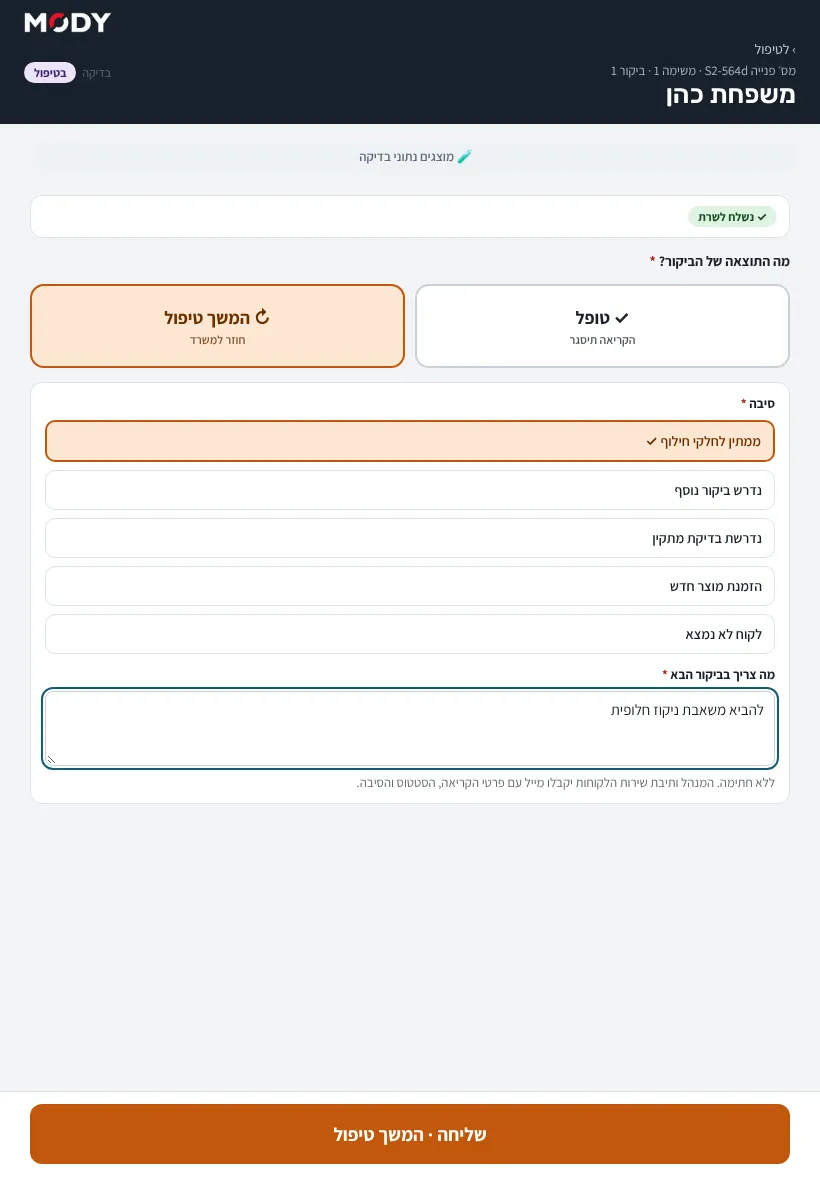 MODY
› לטיפול
מס׳ פנייה S2-564d · משימה 1 · ביקור 1
בדיקה
בטיפול
משפחת כהן
🧪 מוצגים נתוני בדיקה
✓ נשלח לשרת
מה התוצאה של הביקור? *
✓ טופל
הקריאה תיסגר
↻ המשך טיפול
חוזר למשרד
סיבה *
ממתין לחלקי חילוף ✓
נדרש ביקור נוסף
נדרשת בדיקת מתקין
הזמנת מוצר חדש
לקוח לא נמצא
מה צריך בביקור הבא *
להביא משאבת ניקוז חלופית
ללא חתימה. המנהל ותיבת שירות הלקוחות יקבלו מייל עם פרטי הקריאה, הסטטוס והסיבה.
שליחה · המשך טיפול